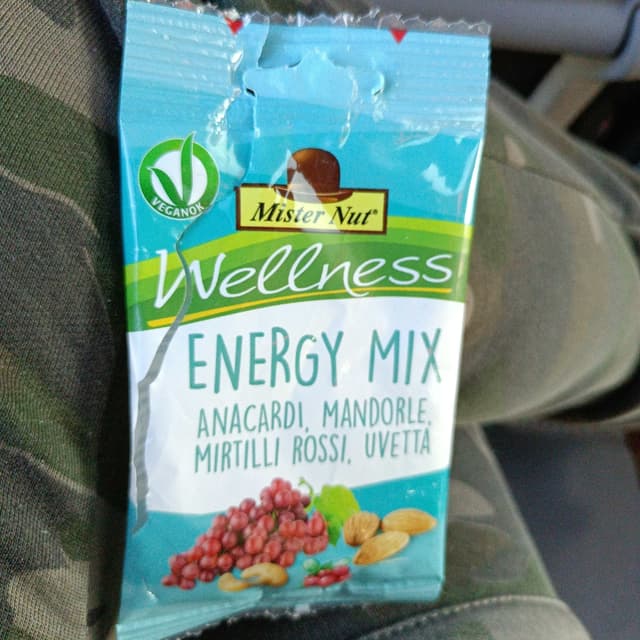 VEGANOK
Mister Nut®
Wellness
ENERGY MIX
ANACARDI, MANDORLE,
MIRTILLI ROSSI, UVETTA